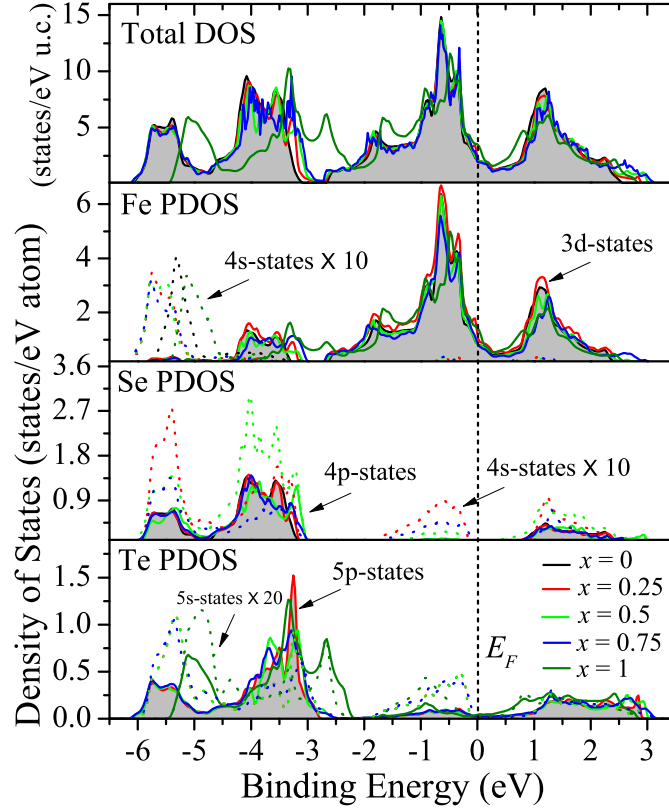 Total DOS
15
10
5
(states/eV u.c.)
Fe PDOS
6
4
2
4s-states X 10
3d-states
Se PDOS
3.6
2.7
1.8
0.9
4p-states
4s-states X 10
Te PDOS
1.5
1.0
0.5
0.0
5s-states X 20
5p-states
x = 0
x = 0.25
x = 0.5
x = 0.75
x = 1
E_F
Density of States (states/eV atom)
-6 -5 -4 -3 -2 -1 0 1 2 3
Binding Energy (eV)